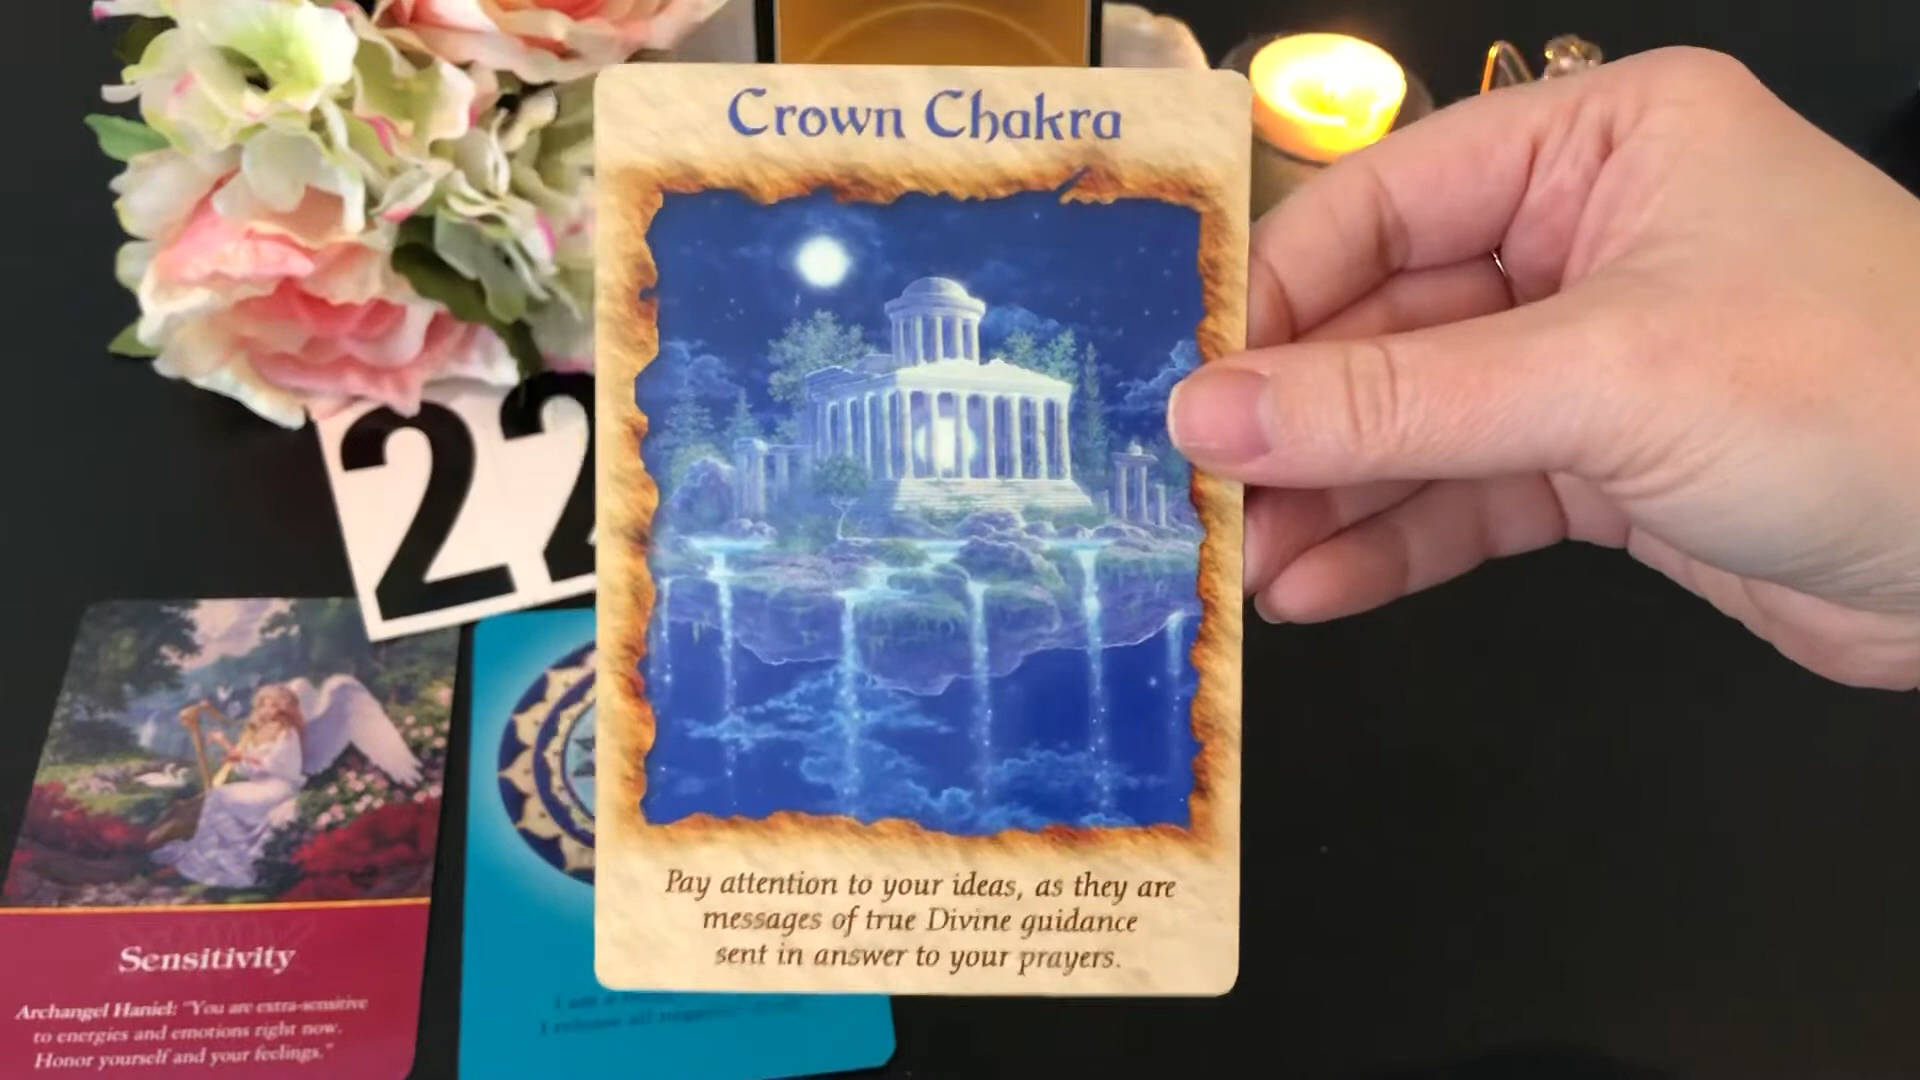 Crown Chakra
Pay attention to your ideas, as they are
messages of true Divine guidance
sent in answer to your prayers.
22
Sensitivity
Archangel Haniel: "You are extra-sensitive
to energies and emotions right now.
Honor yourself and your feelings."
I release all